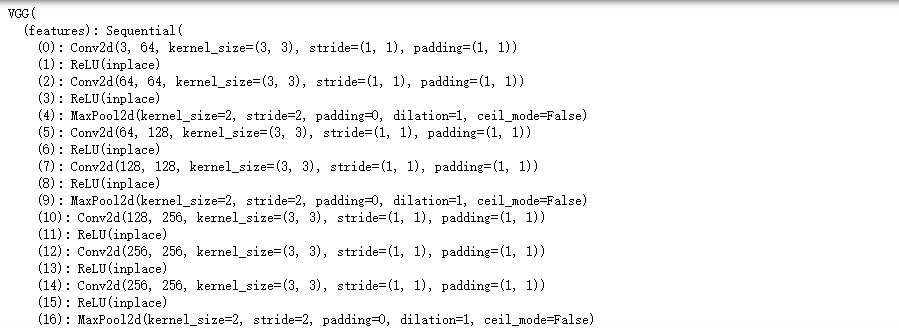 VGG(
  (features): Sequential(
    (0): Conv2d(3, 64, kernel_size=(3, 3), stride=(1, 1), padding=(1, 1))
    (1): ReLU(inplace)
    (2): Conv2d(64, 64, kernel_size=(3, 3), stride=(1, 1), padding=(1, 1))
    (3): ReLU(inplace)
    (4): MaxPool2d(kernel_size=2, stride=2, padding=0, dilation=1, ceil_mode=False)
    (5): Conv2d(64, 128, kernel_size=(3, 3), stride=(1, 1), padding=(1, 1))
    (6): ReLU(inplace)
    (7): Conv2d(128, 128, kernel_size=(3, 3), stride=(1, 1), padding=(1, 1))
    (8): ReLU(inplace)
    (9): MaxPool2d(kernel_size=2, stride=2, padding=0, dilation=1, ceil_mode=False)
    (10): Conv2d(128, 256, kernel_size=(3, 3), stride=(1, 1), padding=(1, 1))
    (11): ReLU(inplace)
    (12): Conv2d(256, 256, kernel_size=(3, 3), stride=(1, 1), padding=(1, 1))
    (13): ReLU(inplace)
    (14): Conv2d(256, 256, kernel_size=(3, 3), stride=(1, 1), padding=(1, 1))
    (15): ReLU(inplace)
    (16): MaxPool2d(kernel_size=2, stride=2, padding=0, dilation=1, ceil_mode=False)